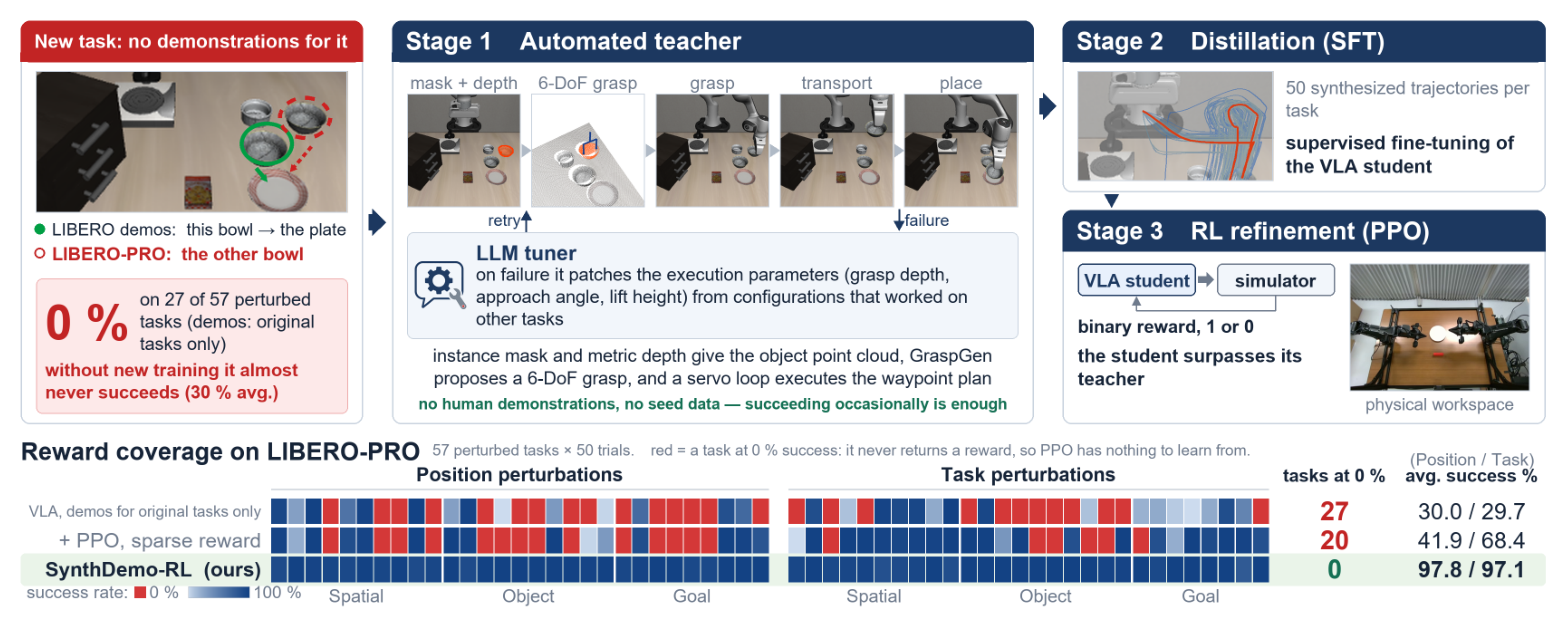 New task: no demonstrations for it
LIBERO demos: this bowl → the plate
LIBERO-PRO: the other bowl
0 %
on 27 of 57 perturbed
tasks (demos: original
tasks only)
without new training it almost
never succeeds (30 % avg.)
Stage 1 Automated teacher
mask + depth 6-DoF grasp grasp transport place
retry failure
LLM tuner
on failure it patches the execution parameters (grasp depth,
approach angle, lift height) from configurations that worked on
other tasks
instance mask and metric depth give the object point cloud, GraspGen
proposes a 6-DoF grasp, and a servo loop executes the waypoint plan
no human demonstrations, no seed data — succeeding occasionally is enough
Stage 2 Distillation (SFT)
50 synthesized trajectories per
task
supervised fine-tuning of
the VLA student
Stage 3 RL refinement (PPO)
VLA student simulator
binary reward, 1 or 0
the student surpasses its
teacher
physical workspace
Reward coverage on LIBERO-PRO 57 perturbed tasks × 50 trials. red = a task at 0 % success: it never returns a reward, so PPO has nothing to learn from.
(Position / Task)
Position perturbations Task perturbations tasks at 0 % avg. success %
VLA, demos for original tasks only 27 30.0 / 29.7
+ PPO, sparse reward 20 41.9 / 68.4
SynthDemo-RL (ours) 0 97.8 / 97.1
success rate: 0 % 100 %
Spatial Object Goal Spatial Object Goal